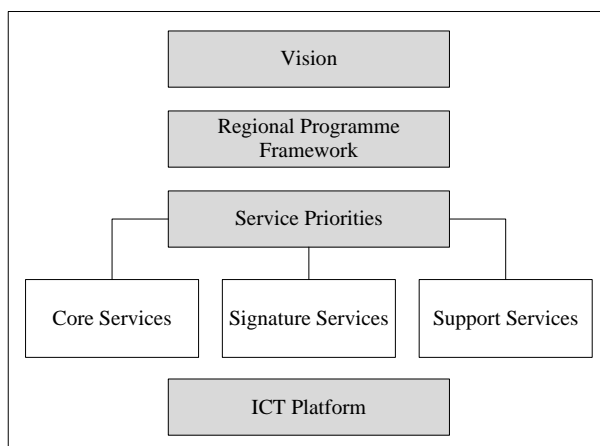 Vision
Regional Programme
Framework
Service Priorities
Core Services
Signature Services
Support Services
ICT Platform